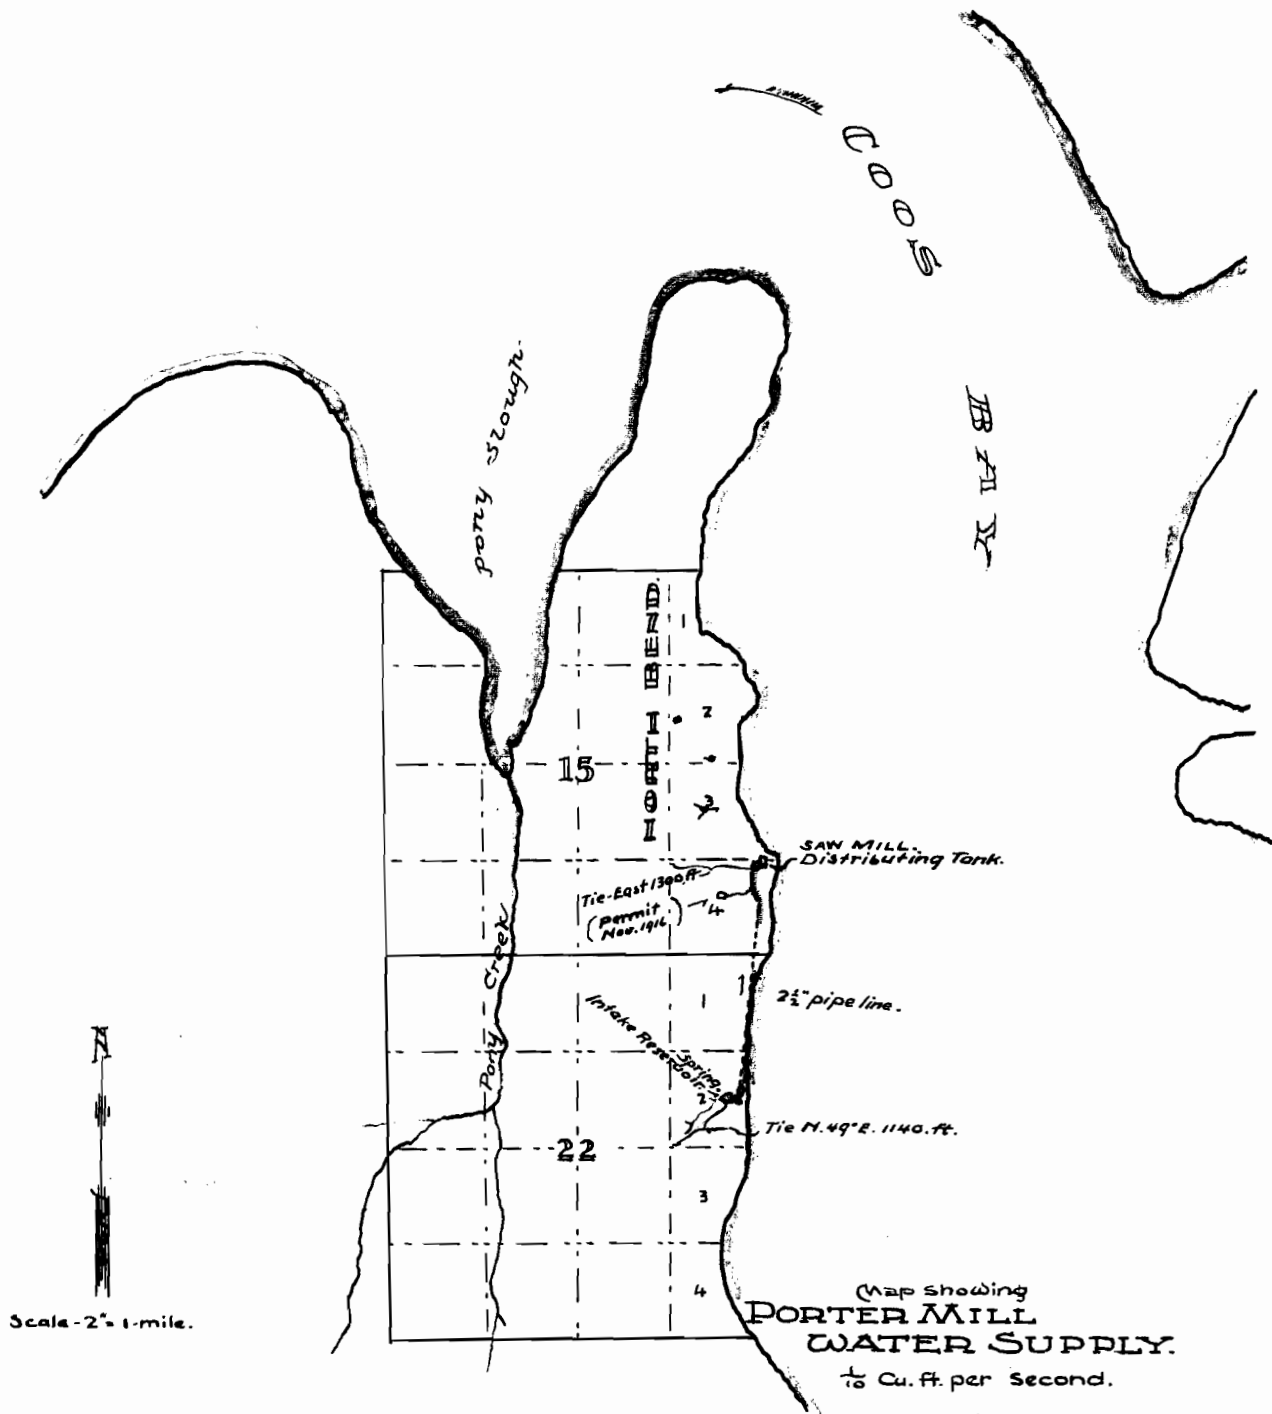 COOS
BAY
Pony Slough.
NORTH BEND.
1
2
15
3
SAW MILL.
Distributing Tank.
Tie-East 1300.ft
(Permit
Nov. 1916)
4
Pony Creek
1
2½" pipe line.
Intake Reservoir.
Spring.
2
Tie N.49°E. 1140.ft.
22
3
4
N
Scale-2"= 1-mile.
Map showing
PORTER MILL
WATER SUPPLY.
1/10 Cu.ft. per second.